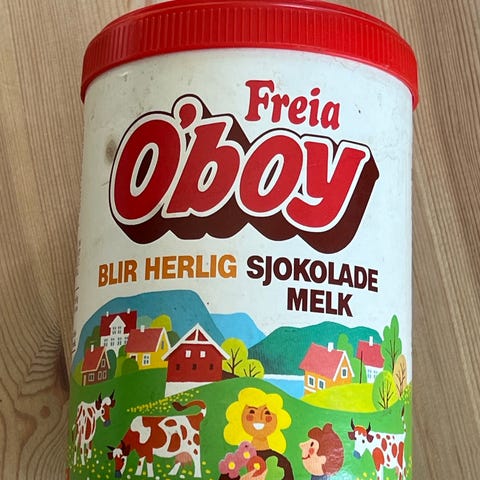 Freia
O'boy
BLIR HERLIG SJOKOLADE
MELK